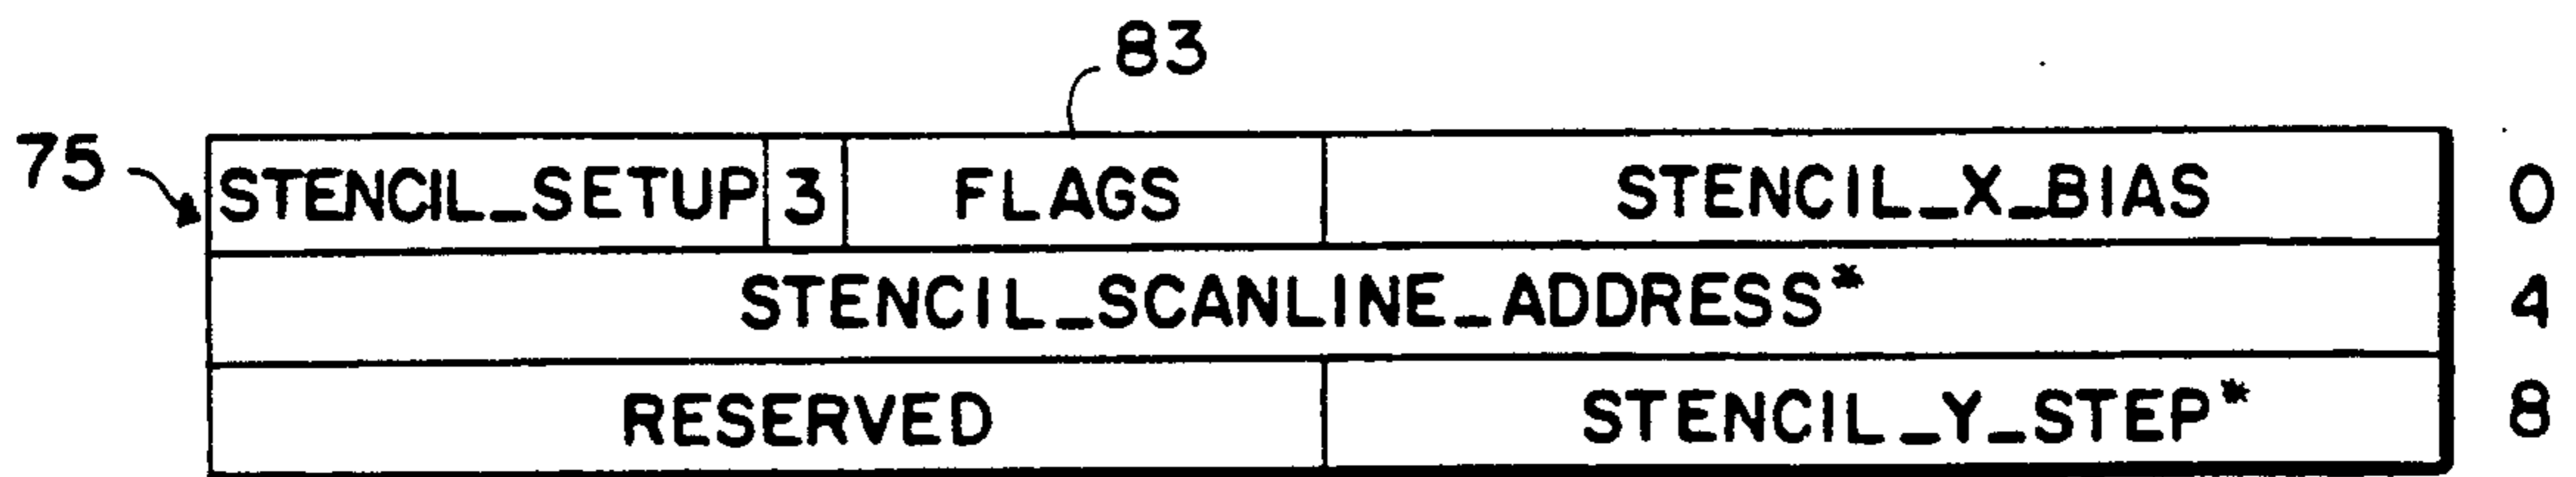 83
75 STENCIL_SETUP 3 FLAGS STENCIL_X_BIAS 0
STENCIL_SCANLINE_ADDRESS* 4
RESERVED STENCIL_Y_STEP* 8